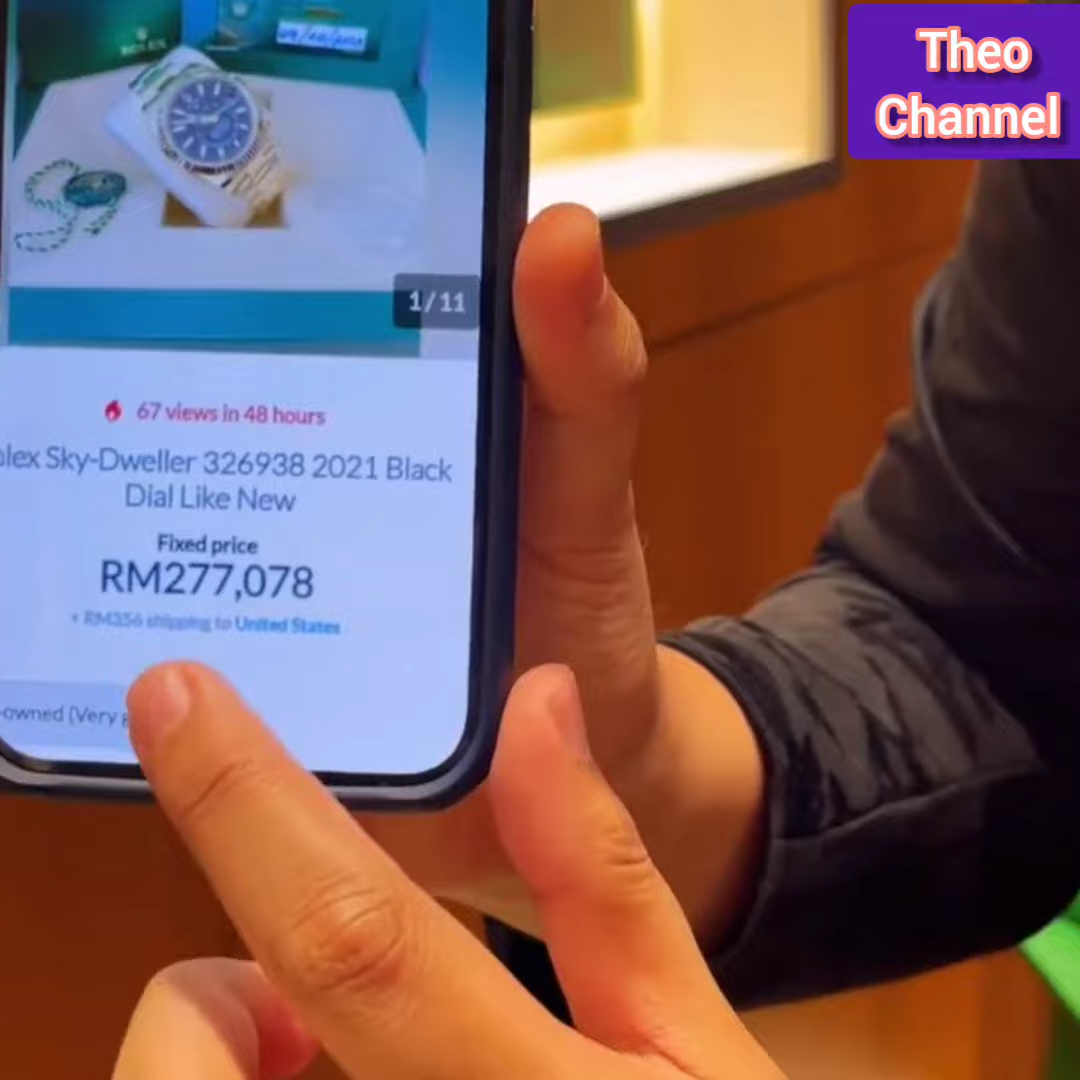 Theo
Channel
1/11
67 views in 48 hours
olex Sky-Dweller 326938 2021 Black
Dial Like New
Fixed price
RM277,078
+ RM356 shipping to United States
-owned (Very